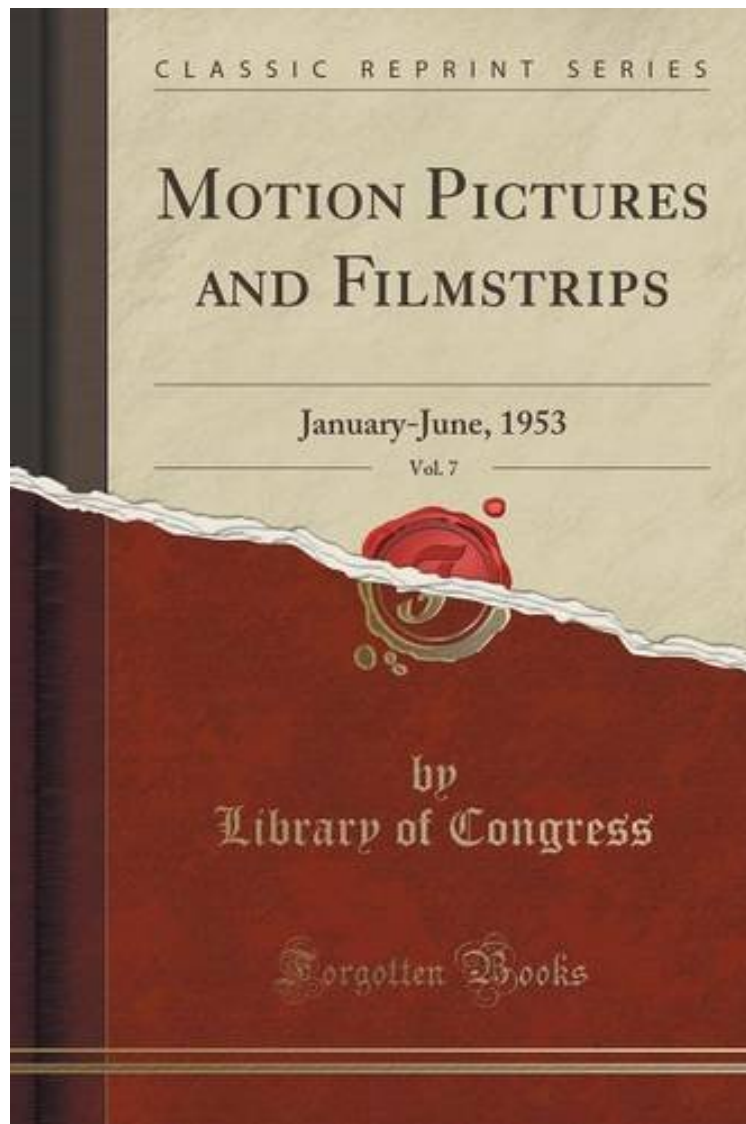 CLASSIC REPRINT SERIES
MOTION PICTURES
AND FILMSTRIPS
January-June, 1953
Vol. 7
by
Library of Congress
Forgotten Books